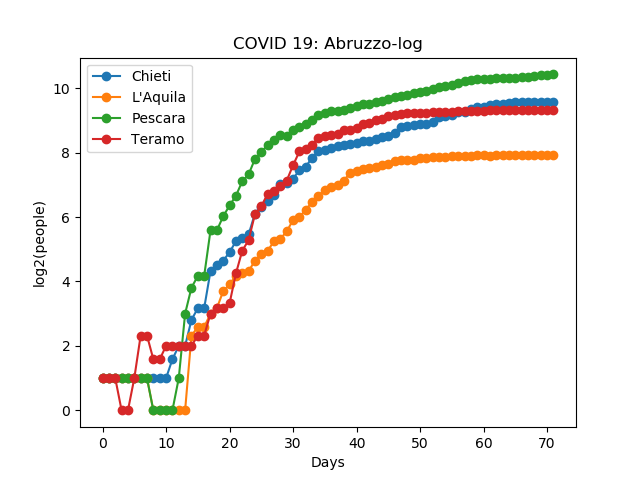 COVID 19: Abruzzo-log
Chieti
L'Aquila
Pescara
Teramo
log2(people)
10
8
6
4
2
0
0 10 20 30 40 50 60 70
Days